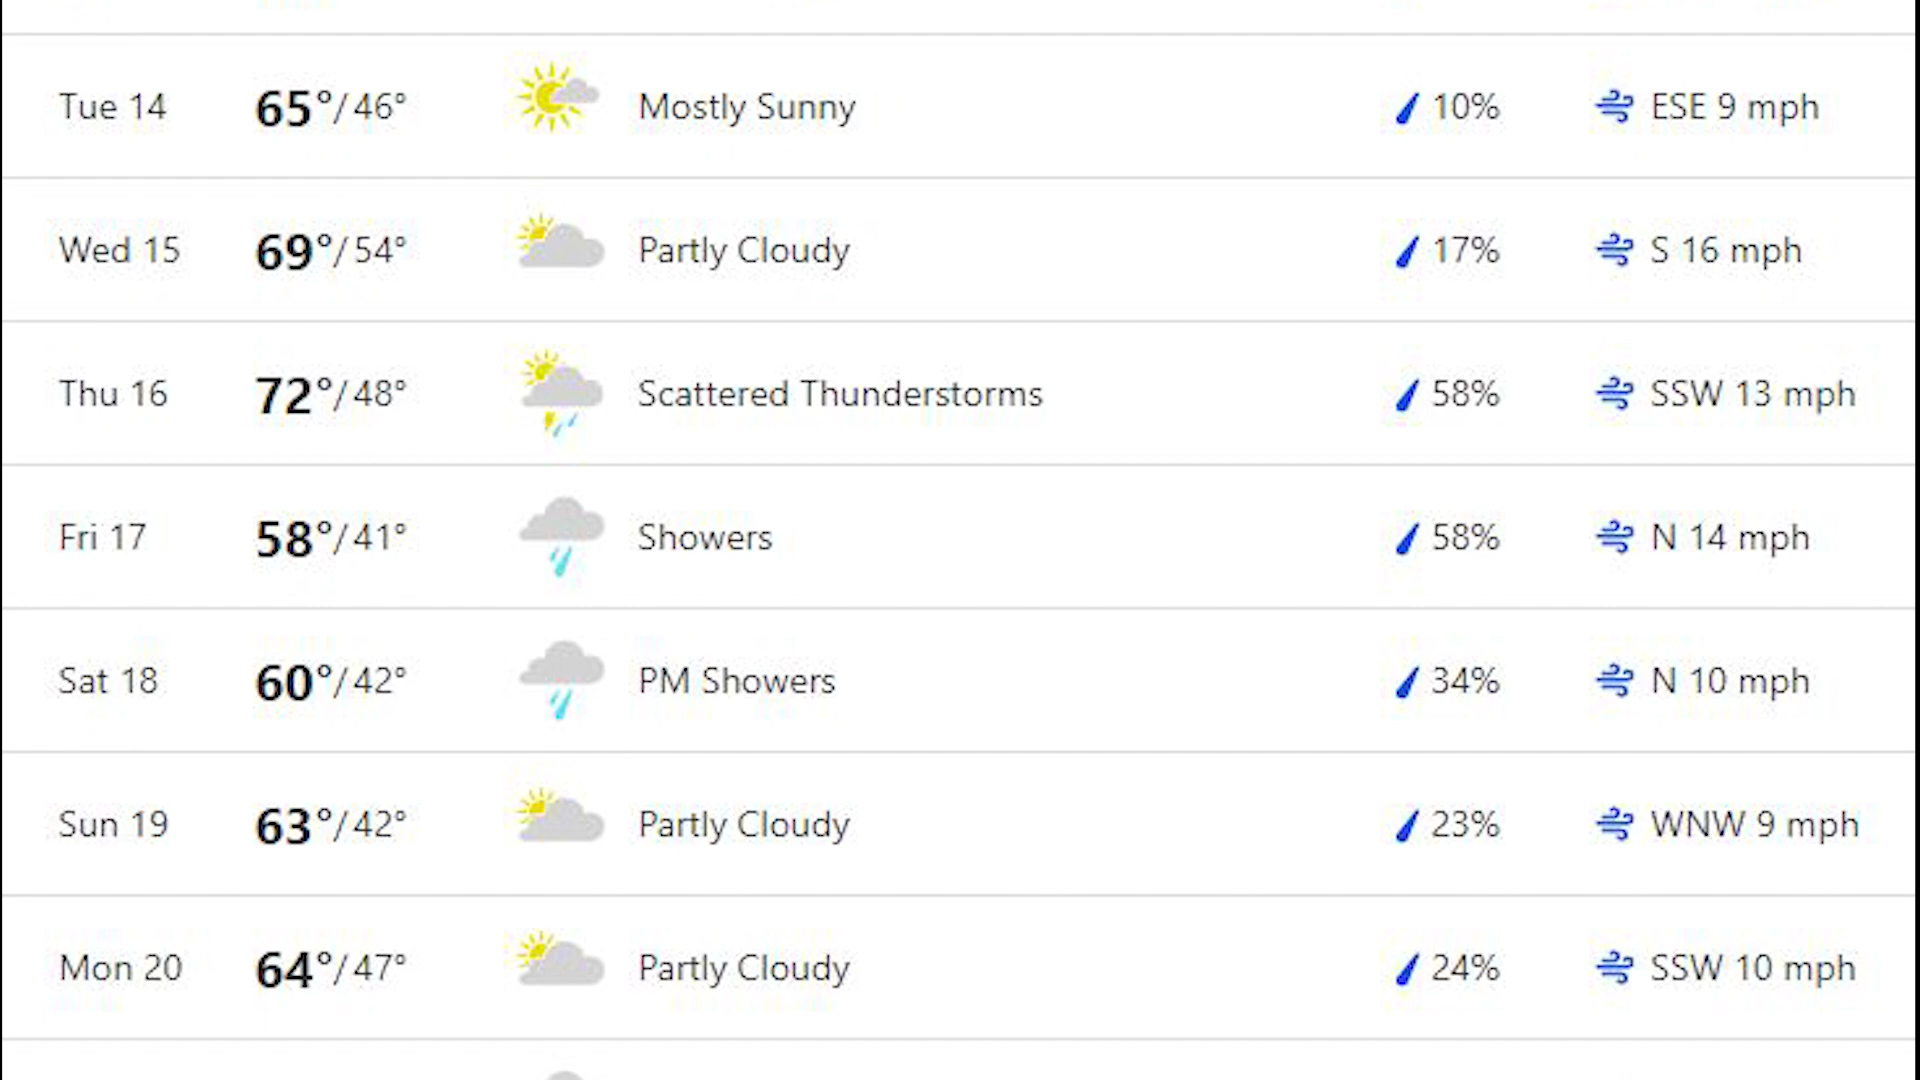 Tue 14 65°/46° Mostly Sunny 10% ESE 9 mph
Wed 15 69°/54° Partly Cloudy 17% S 16 mph
Thu 16 72°/48° Scattered Thunderstorms 58% SSW 13 mph
Fri 17 58°/41° Showers 58% N 14 mph
Sat 18 60°/42° PM Showers 34% N 10 mph
Sun 19 63°/42° Partly Cloudy 23% WNW 9 mph
Mon 20 64°/47° Partly Cloudy 24% SSW 10 mph